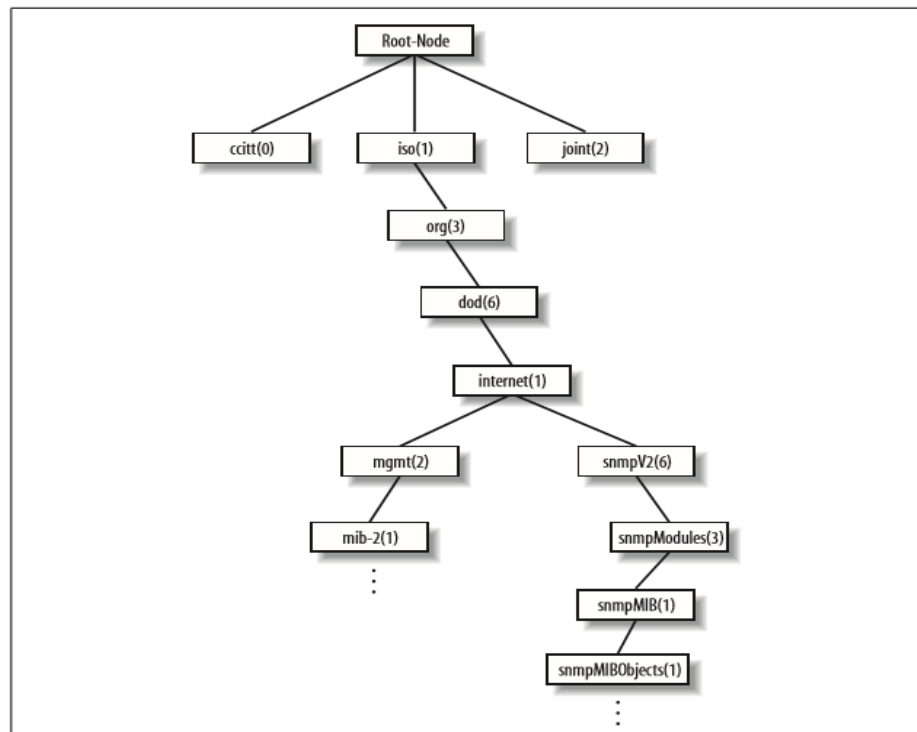 Root-Node
ccitt(0)
iso(1)
joint(2)
org(3)
dod(6)
internet(1)
mgmt(2)
snmpV2(6)
mib-2(1)
snmpModules(3)
snmpMIB(1)
snmpMIBObjects(1)